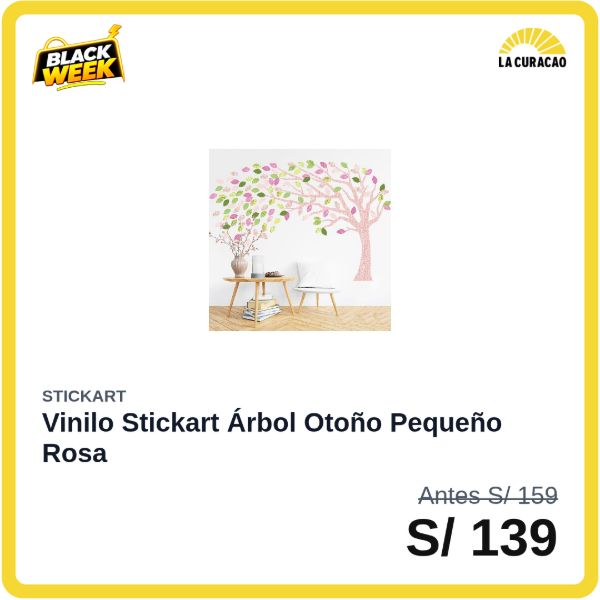 BLACK
WEEK
LA CURACAO
STICKART
Vinilo Stickart Árbol Otoño Pequeño
Rosa
Antes S/ 159
S/ 139